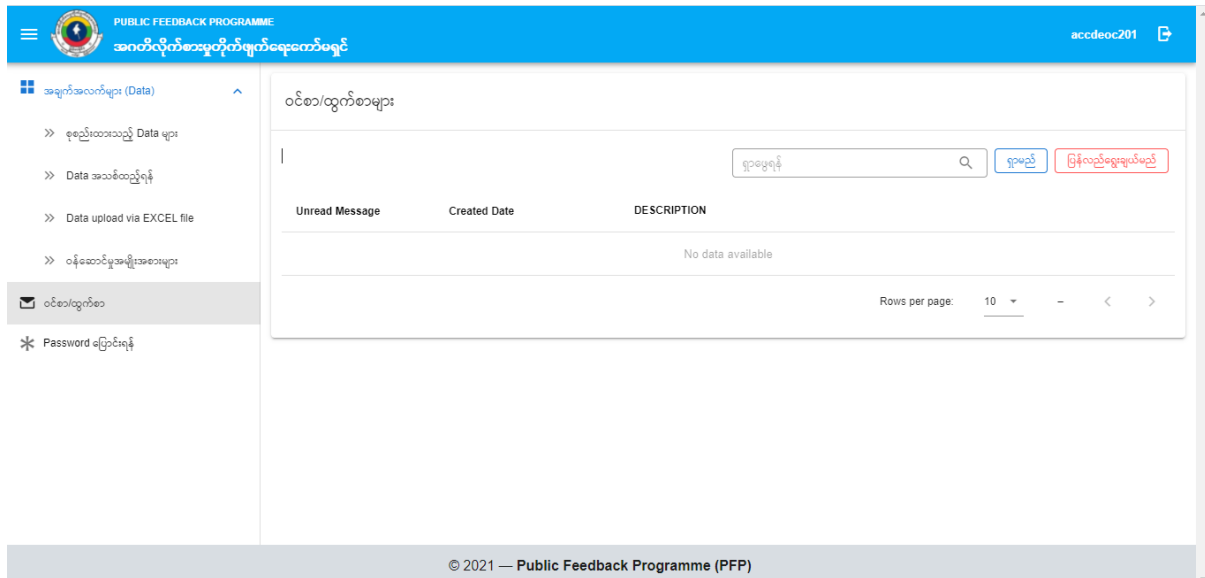 PUBLIC FEEDBACK PROGRAMME
အဂတိလိုက်စားမှုတိုက်ဖျက်ရေးကော်မရှင်
accdeoc201
အချက်အလက်များ (Data)
စုစည်းထားသည့် Data များ
Data အသစ်ထည့်ရန်
Data upload via EXCEL file
ဝန်ဆောင်မှုအမျိုးအစားများ
ဝင်စာ/ထွက်စာ
Password ပြောင်းရန်
ဝင်စာ/ထွက်စာများ
ရှာဖွေရန်
ရှာမည်
ပြန်လည်ရွေးချယ်မည်
Unread Message Created Date DESCRIPTION
No data available
Rows per page: 10 –
© 2021 — Public Feedback Programme (PFP)